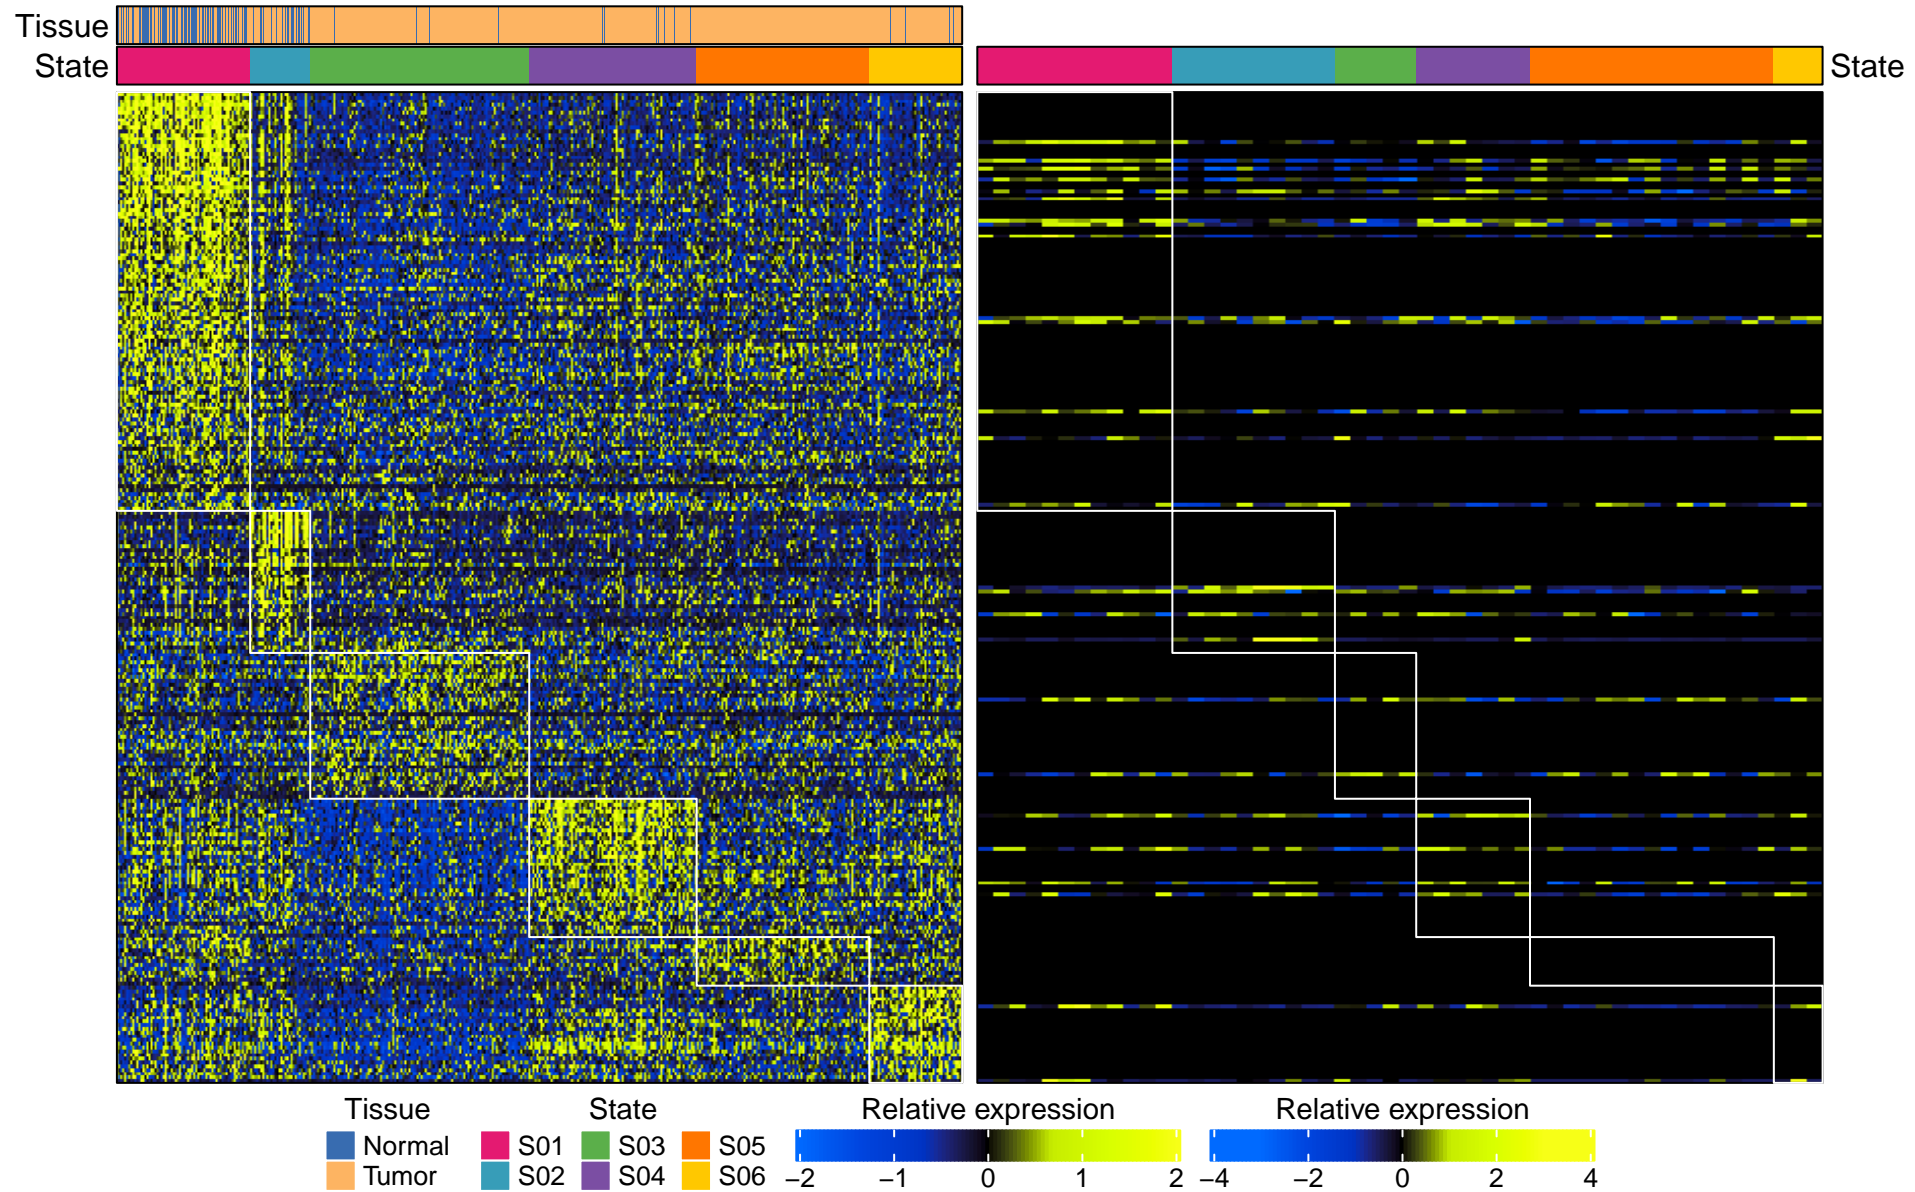 Tissue
State
State
Tissue State Relative expression Relative expression
Normal S01 S03 S05
Tumor S02 S04 S06
−2 −1 0 1 2 −4 −2 0 2 4